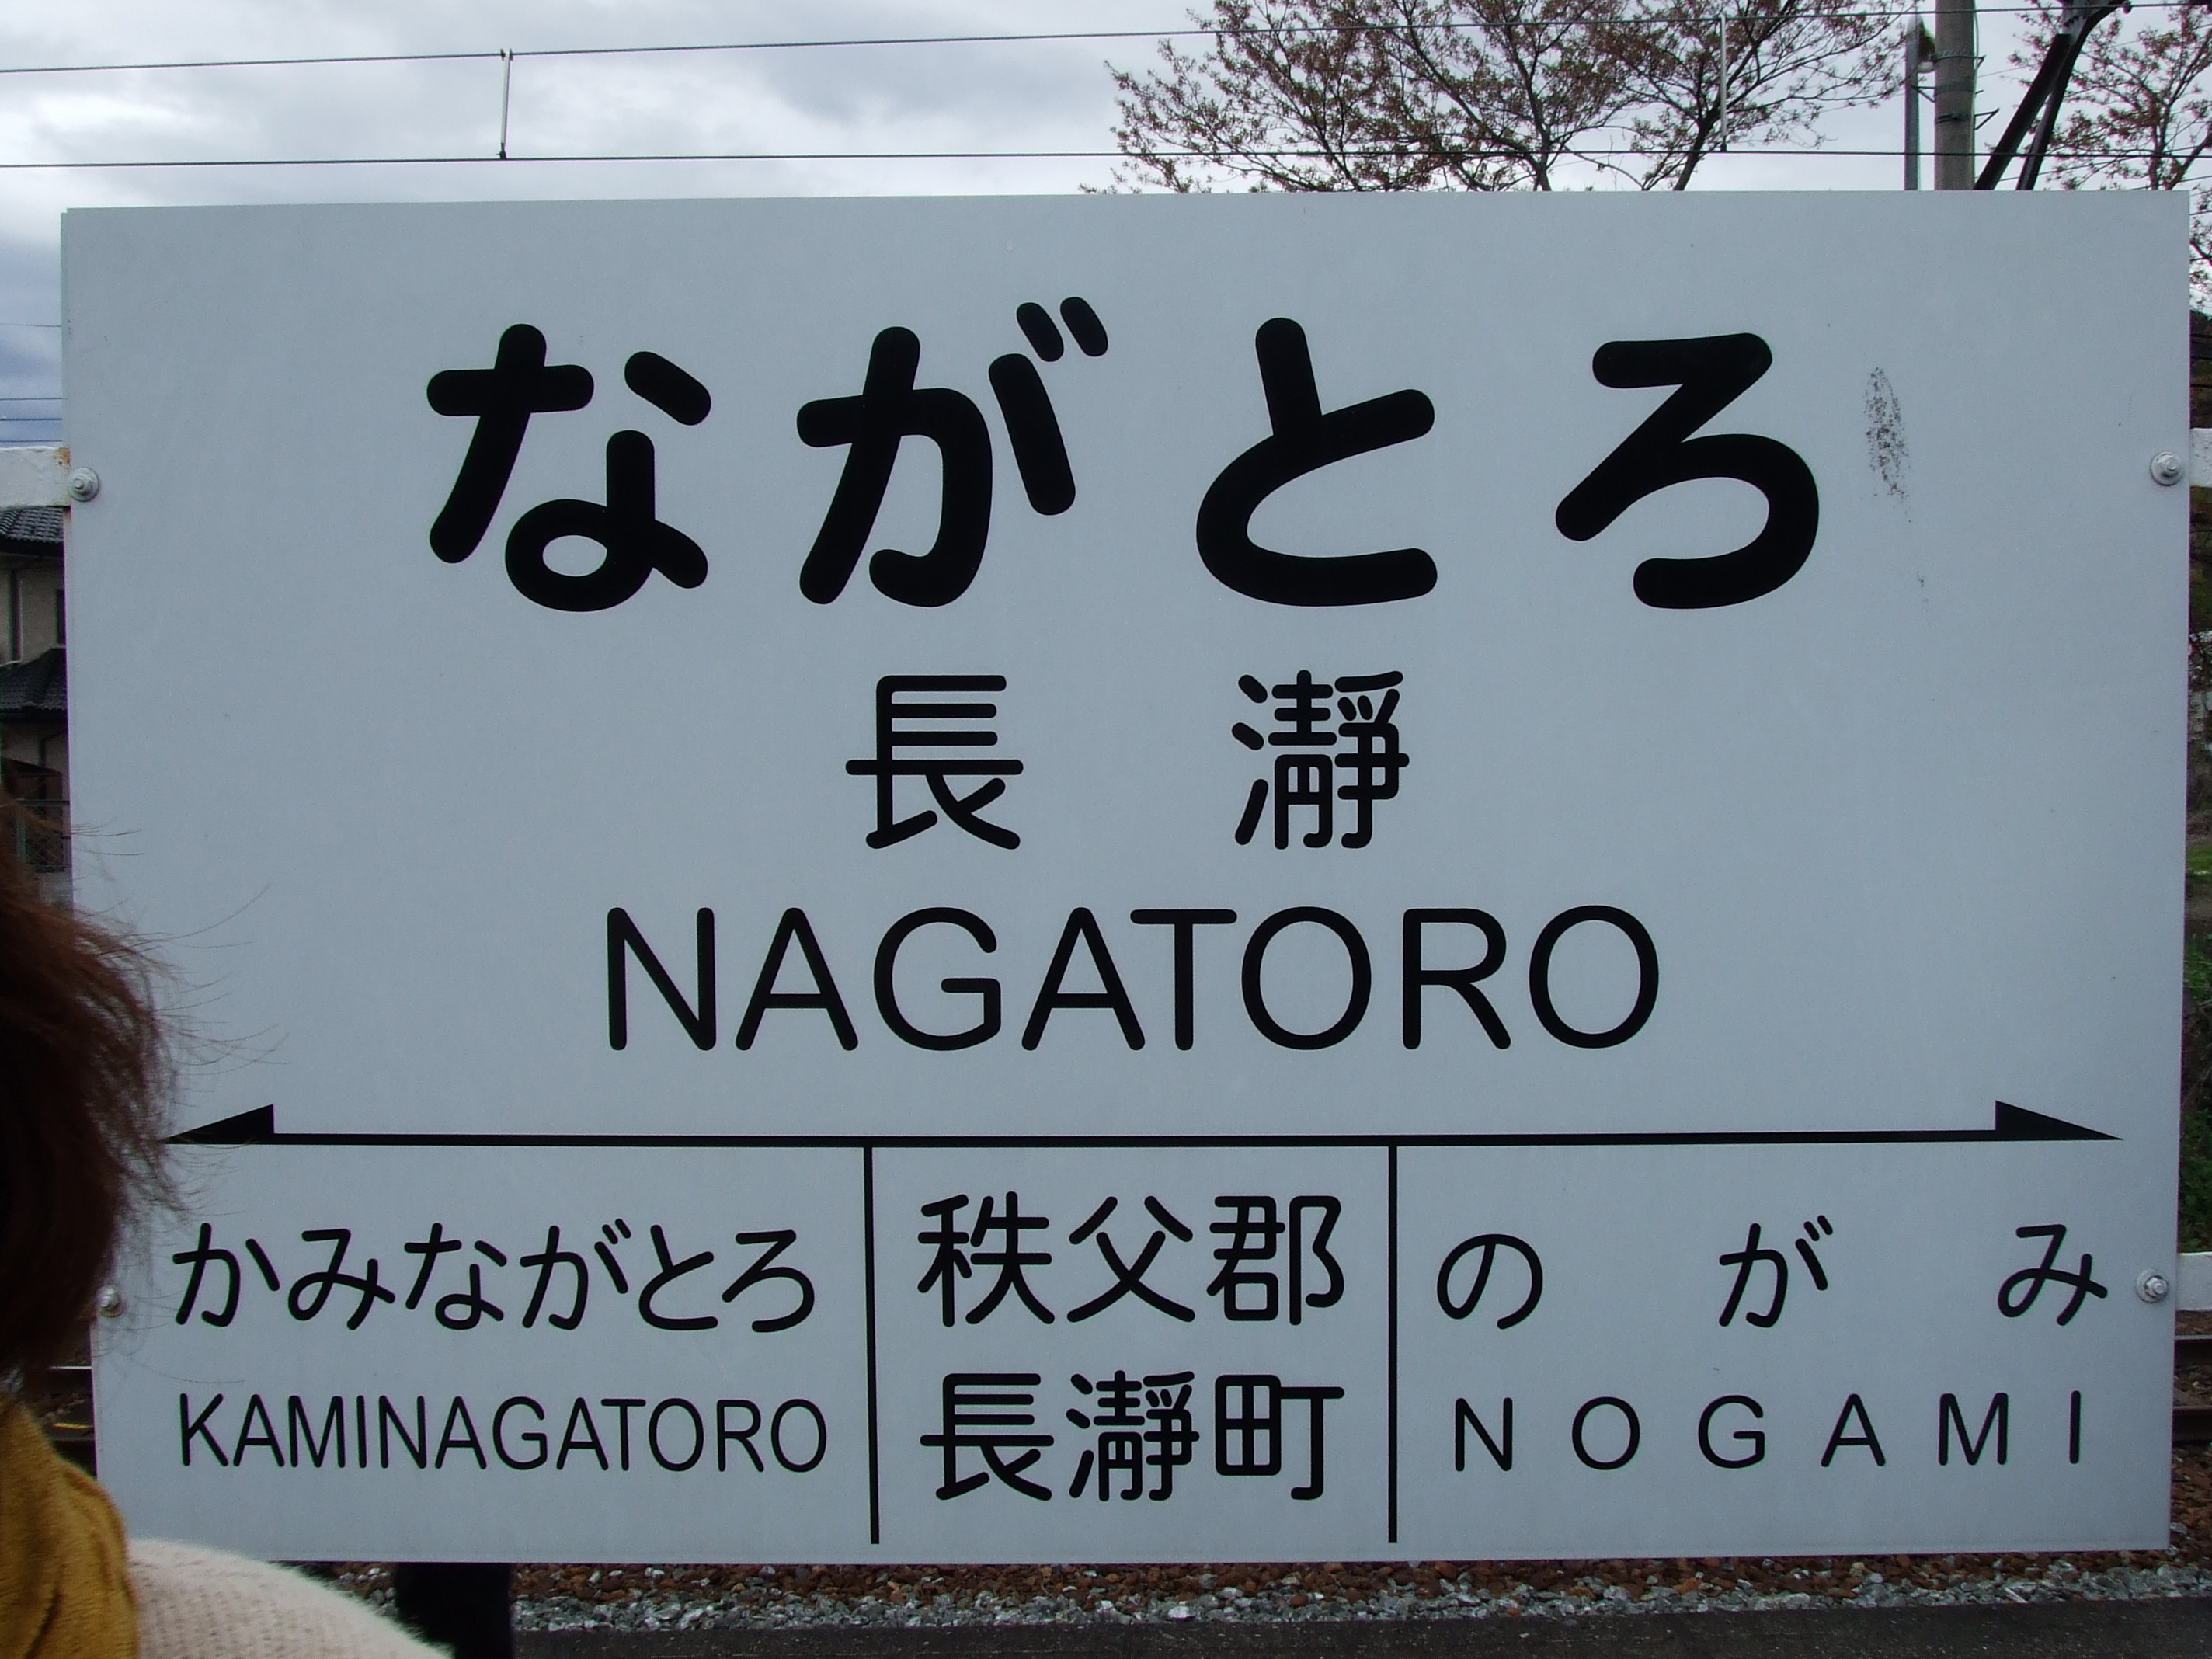 ながとろ
長瀞
NAGATORO
かみながとろ
KAMINAGATORO
秩父郡
長瀞町
のがみ
NOGAMI